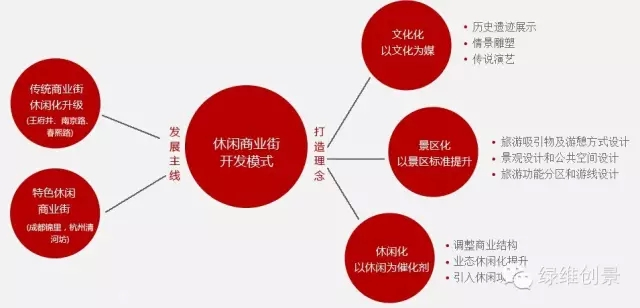 传统商业街
休闲化升级
(王府井、南京路、
春熙路)
特色休闲
商业街
(成都锦里，杭州清
河坊)
发展主线
休闲商业街
开发模式
打造理念
文化化
以文化为媒
•历史遗迹展示
•情景雕塑
•传说演艺
景区化
以景区标准提升
•旅游吸引物及游憩方式设计
•景观设计和公共空间设计
•旅游功能分区和游线设计
休闲化
以休闲为催化剂
•调整商业结构
•业态休闲化提升
•引入休闲
绿维创景